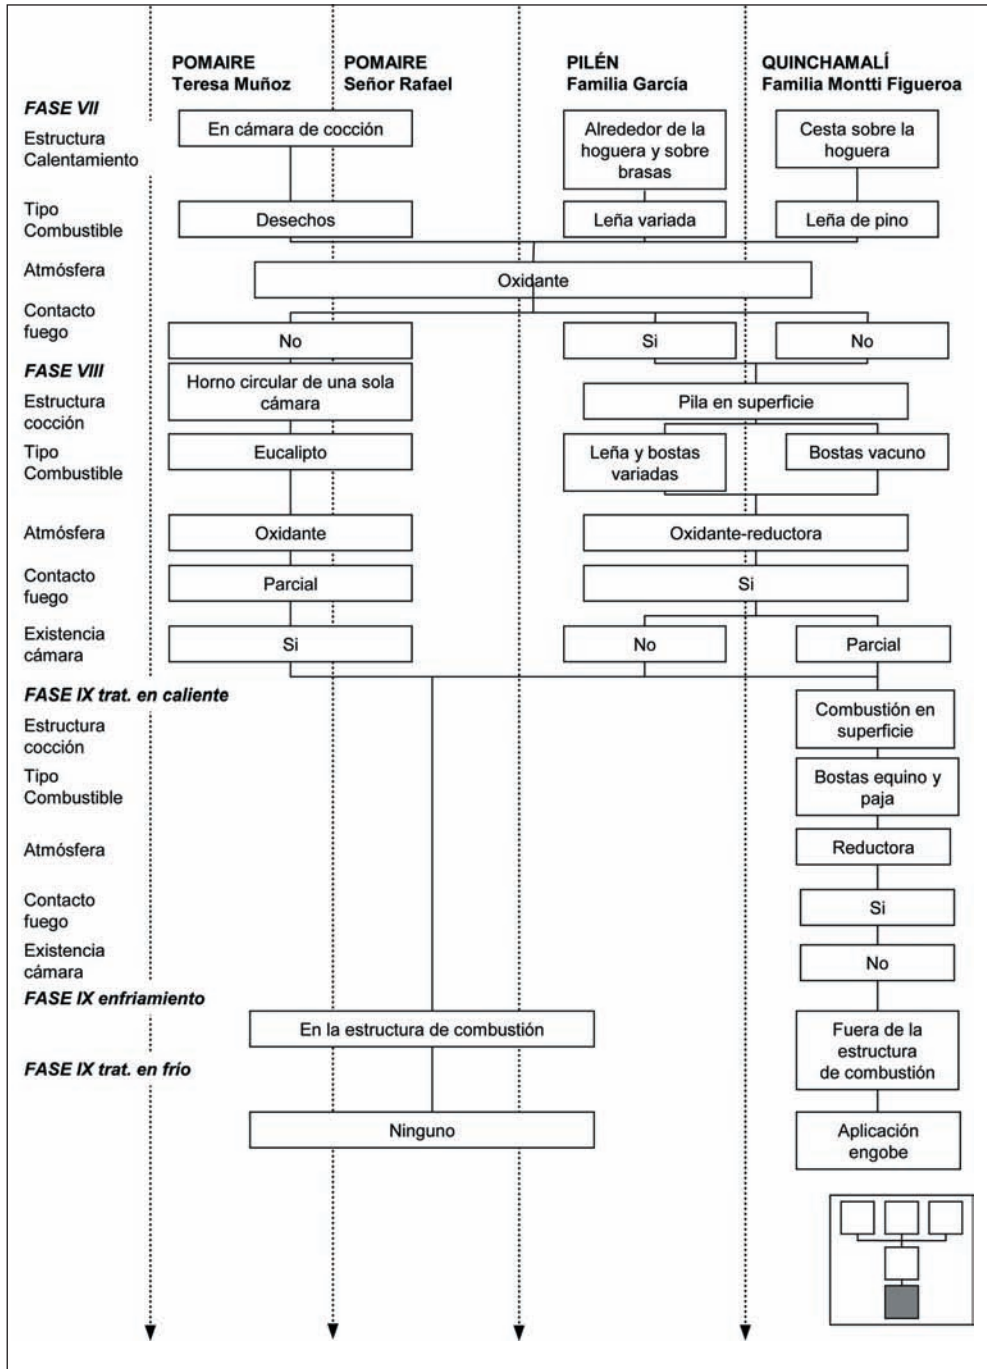 POMAIRE
Teresa Muñoz
POMAIRE
Señor Rafael
PILÉN
Familia García
QUINCHAMALÍ
Familia Montti Figueroa
FASE VII
Estructura
Calentamiento
En cámara de cocción
Alrededor de la
hoguera y sobre
brasas
Cesta sobre la
hoguera
Tipo
Combustible
Desechos
Leña variada
Leña de pino
Atmósfera
Oxidante
Contacto
fuego
No
Si
No
FASE VIII
Estructura
cocción
Horno circular de una sola
cámara
Pila en superficie
Tipo
Combustible
Eucalipto
Leña y bostas
variadas
Bostas vacuno
Atmósfera
Oxidante
Oxidante-reductora
Contacto
fuego
Parcial
Si
Existencia
cámara
Si
No
Parcial
FASE IX trat. en caliente
Estructura
cocción
Combustión en
superficie
Tipo
Combustible
Bostas equino y
paja
Atmósfera
Reductora
Contacto
fuego
Si
Existencia
cámara
No
FASE IX enfriamiento
En la estructura de combustión
Fuera de la
estructura
de combustión
FASE IX trat. en frío
Ninguno
Aplicación
engobe